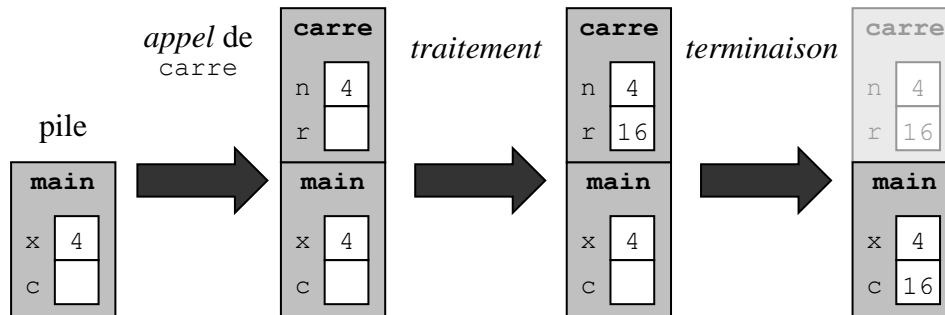 pile
main
x 4
c
appel de
carre
carre
n 4
r
main
x 4
c
traitement
carre
n 4
r 16
main
x 4
c
terminaison
carre
n 4
r 16
main
x 4
c 16